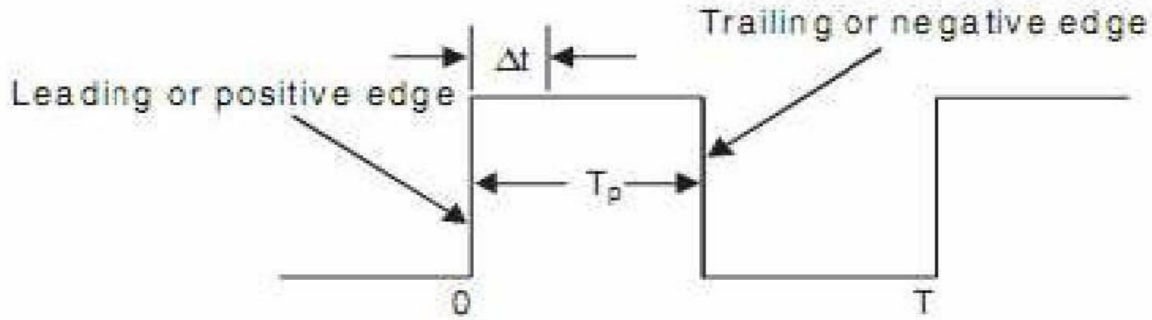 Trailing or negative edge
Δt
Leading or positive edge
Tp
0
T